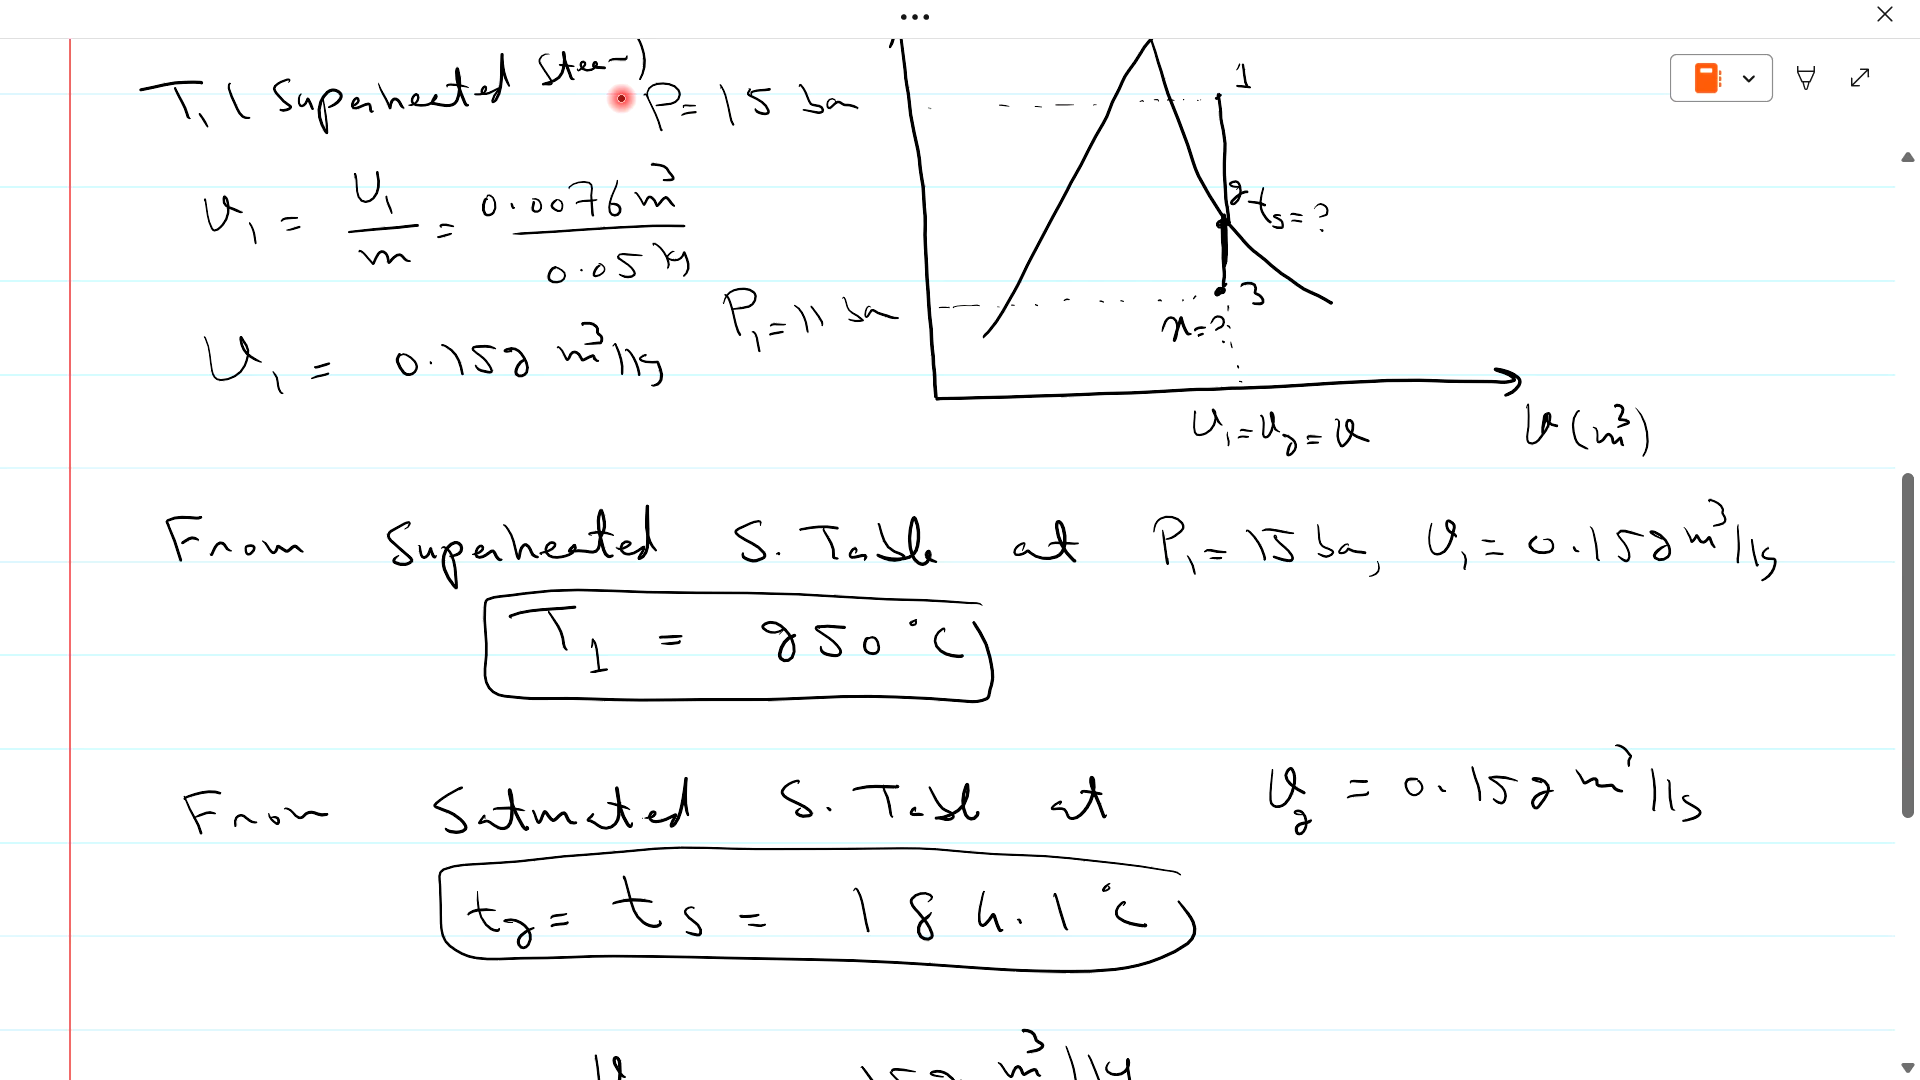 T₁ ( Superheated Steam)
P = 15 bar
v₁ = V₁/m = 0.0076 m³ / 0.05 kg
v₁ = 0.152 m³/kg
1
2 ts = ?
P₁ = 11 bar
3
x = ?
v₁ = v₂ = v
v (m³)
From Superheated S. Table at P₁ = 15 bar, v₁ = 0.152 m³/kg
T₁ = 250 °C
From Saturated S. Table at v₂ = 0.152 m³/kg
t₂ = ts = 184.1 °C